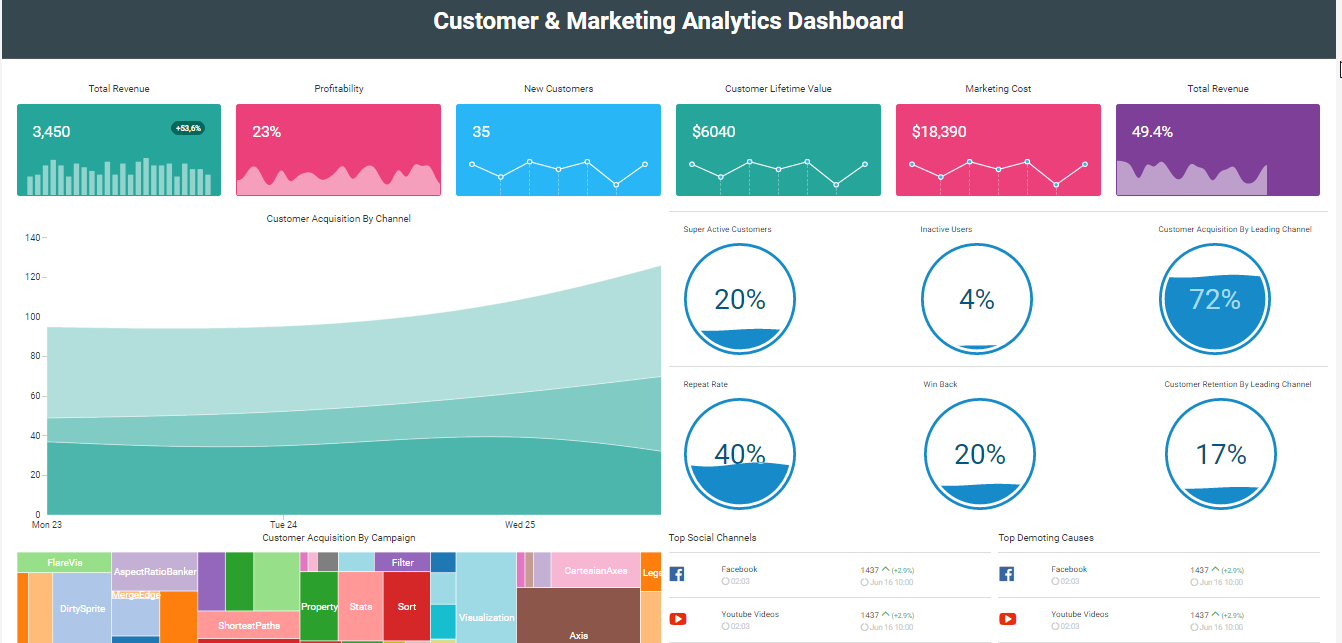 Customer & Marketing Analytics Dashboard
Total Revenue
Profitability
New Customers
Customer Lifetime Value
Marketing Cost
Total Revenue
3,450
+53,6%
23%
35
$6040
$18,390
49.4%
Customer Acquisition By Channel
140
120
100
80
60
40
20
0
Mon 23
Tue 24
Wed 25
Super Active Customers
Inactive Users
Customer Acquisition By Leading Channel
20%
4%
72%
Repeat Rate
Win Back
Customer Retention By Leading Channel
40%
20%
17%
Customer Acquisition By Campaign
FlareVis
AspectRatioBanker
MergeEdge
DirtySprite
ShortestPaths
Property
Stats
Filter
Sort
Visualization
CartesianAxes
Lege
Axis
Top Social Channels
Facebook
02:03
1437 (+2.9%)
Jun 16 10:00
Youtube Videos
02:03
1437 (+2.9%)
Jun 16 10:00
Top Demoting Causes
Facebook
02:03
1437 (+2.9%)
Jun 16 10:00
Youtube Videos
02:03
1437 (+2.9%)
Jun 16 10:00